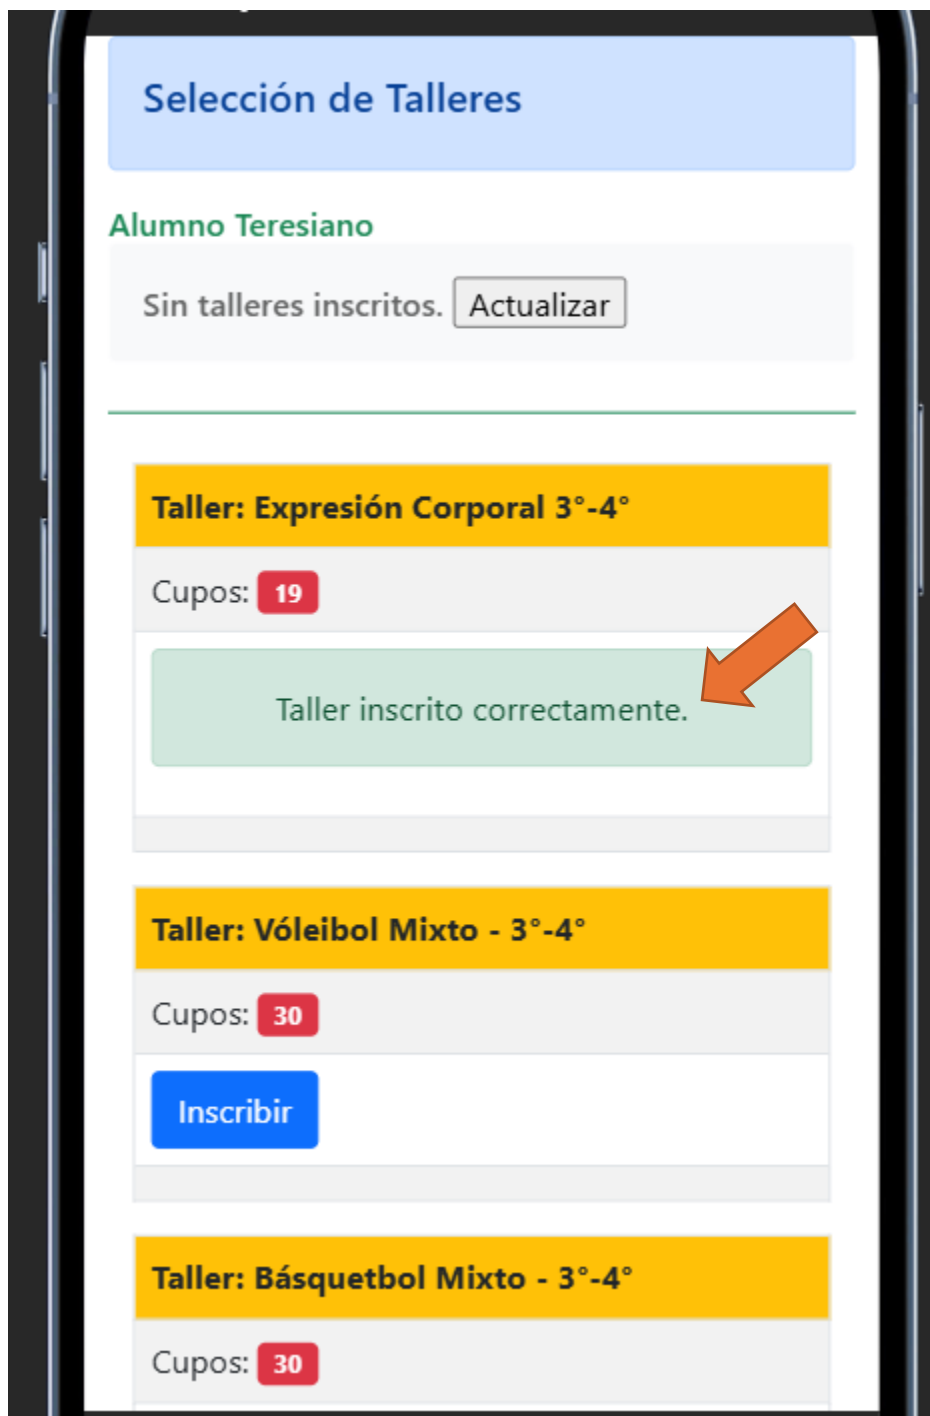 Selección de Talleres
Alumno Teresiano
Sin talleres inscritos. Actualizar
Taller: Expresión Corporal 3°-4°
Cupos: 19
Taller inscrito correctamente.
Taller: Vóleibol Mixto - 3°-4°
Cupos: 30
Inscribir
Taller: Básquetbol Mixto - 3°-4°
Cupos: 30